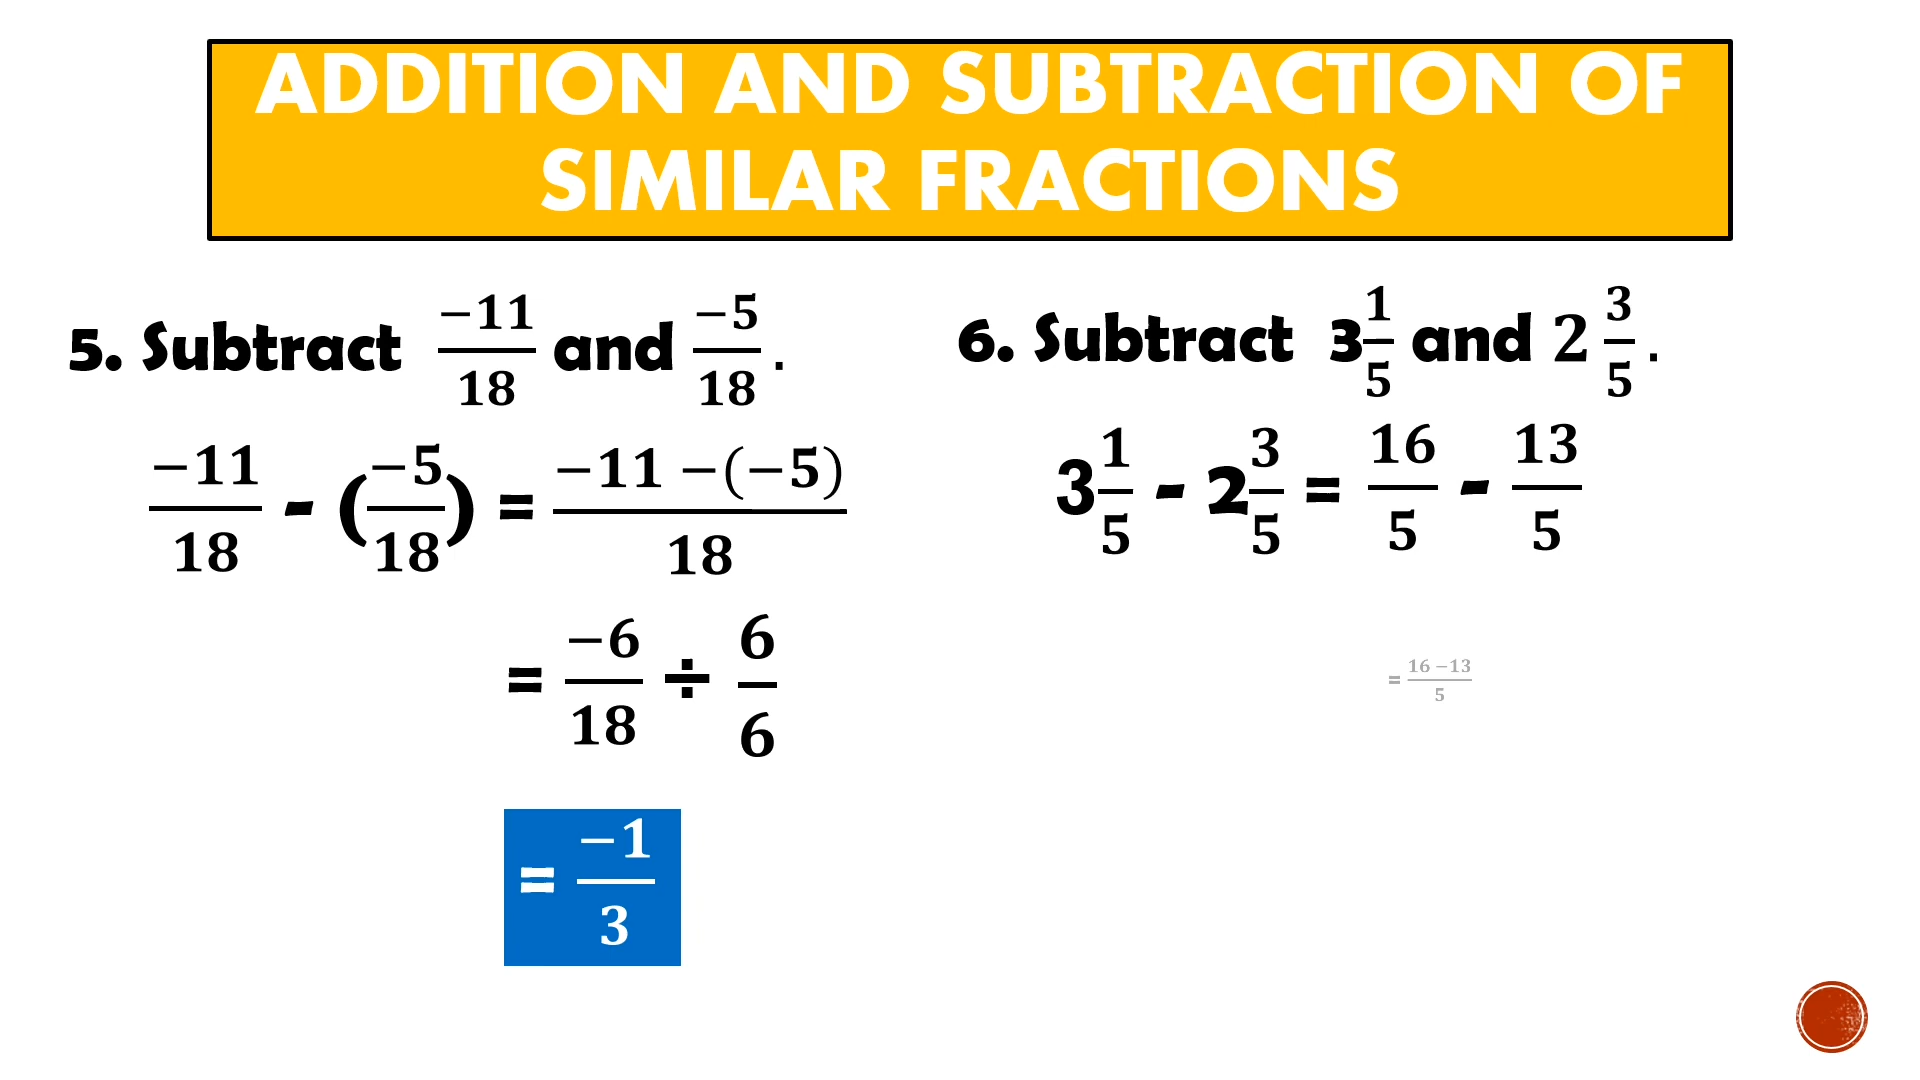 ADDITION AND SUBTRACTION OF
SIMILAR FRACTIONS
5. Subtract −11/18 and −5/18 .
−11/18 - (−5/18) = −11 −(−5)/18
= −6/18 ÷ 6/6
= −1/3
6. Subtract 3 1/5 and 2 3/5 .
3 1/5 - 2 3/5 = 16/5 - 13/5
= 16 −13/5